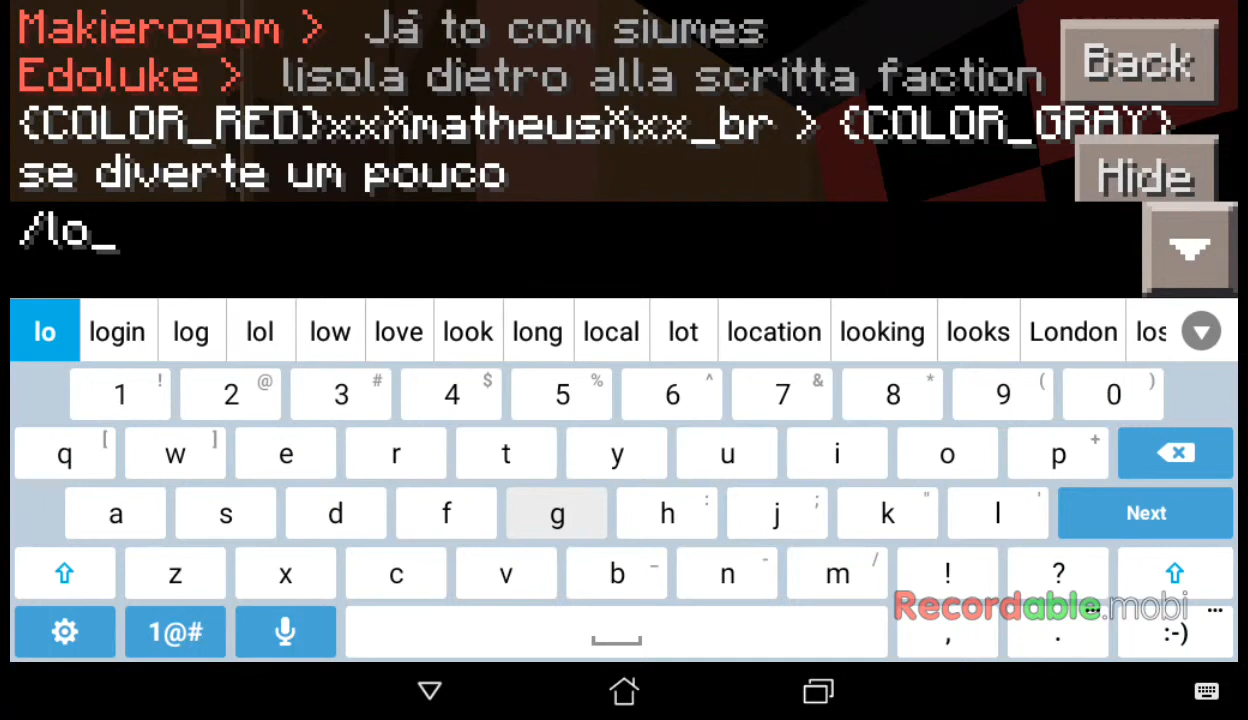 Makierogom > Já to com siumes
Edoluke > lisola dietro alla scritta faction
Back
{COLOR_RED}xxXmatheusXxx_br > {COLOR_GRAY}
se diverte um pouco
Hide
/lo_
lo login log lol low love look long local lot location looking looks London los
1 ! 2 @ 3 # 4 $ 5 % 6 ^ 7 & 8 * 9 ( 0 )
q [ w ] e r t y u i o p +
a s d f g h : j ; k " l ' Next
z x c v b _ n - m / ! ?
Recordable.mobi
1@# , . ... :-) ...